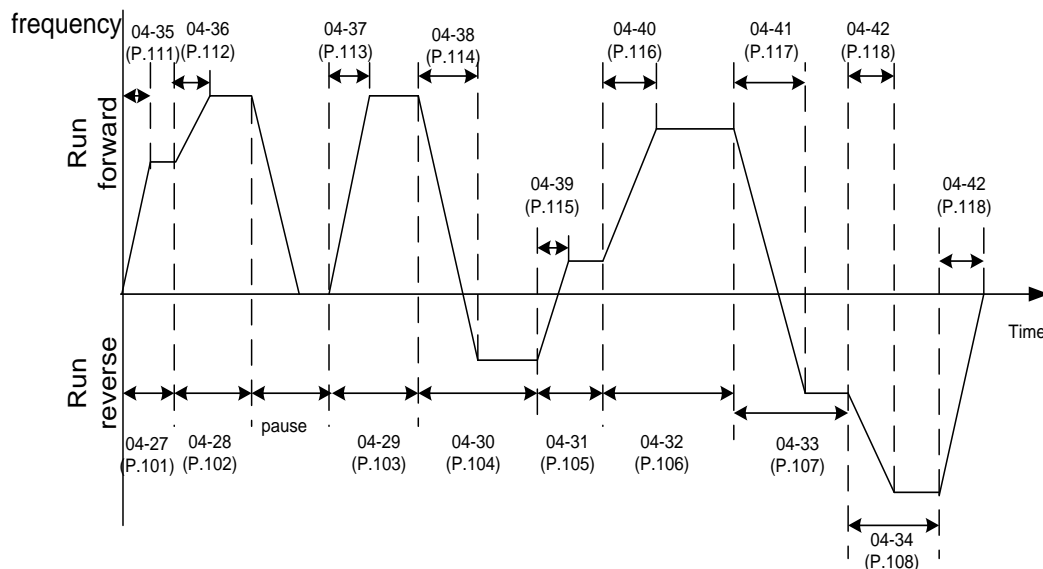 frequency
04-35
(P.111)
04-36
(P.112)
04-37
(P.113)
04-38
(P.114)
04-40
(P.116)
04-41
(P.117)
04-42
(P.118)
Run
forward
04-39
(P.115)
04-42
(P.118)
Time
Run
reverse
pause
04-27
(P.101)
04-28
(P.102)
04-29
(P.103)
04-30
(P.104)
04-31
(P.105)
04-32
(P.106)
04-33
(P.107)
04-34
(P.108)